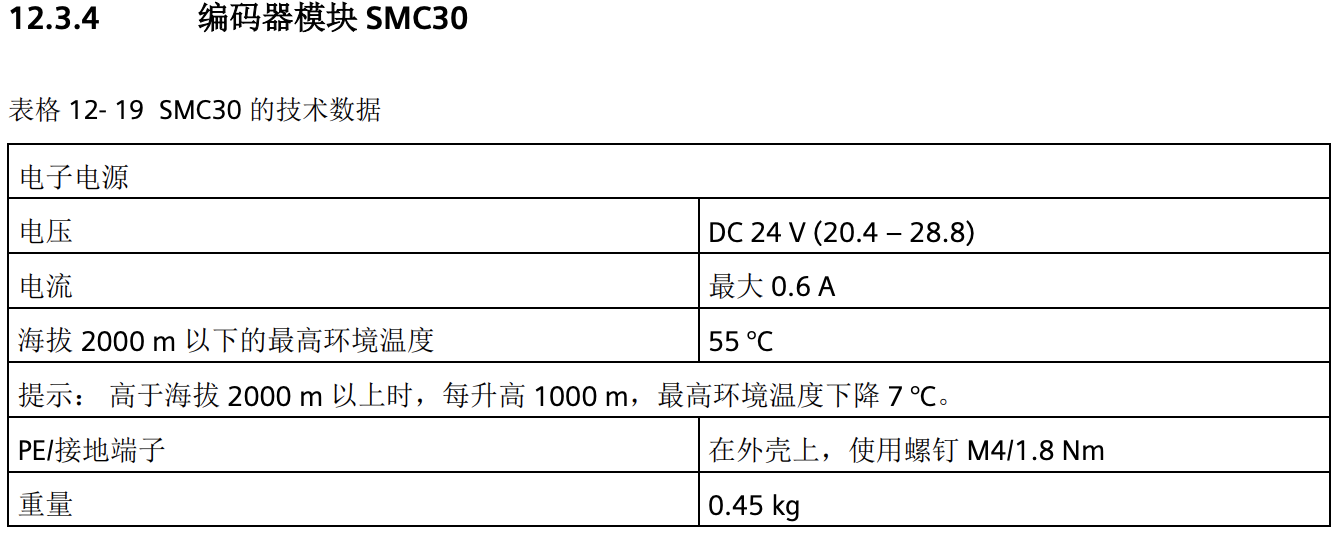 12.3.4 编码器模块 SMC30
表格 12- 19 SMC30 的技术数据
电子电源
电压 DC 24 V (20.4 – 28.8)
电流 最大 0.6 A
海拔 2000 m 以下的最高环境温度 55 ℃
提示： 高于海拔 2000 m 以上时，每升高 1000 m，最高环境温度下降 7 ℃。
PE/接地端子 在外壳上，使用螺钉 M4/1.8 Nm
重量 0.45 kg